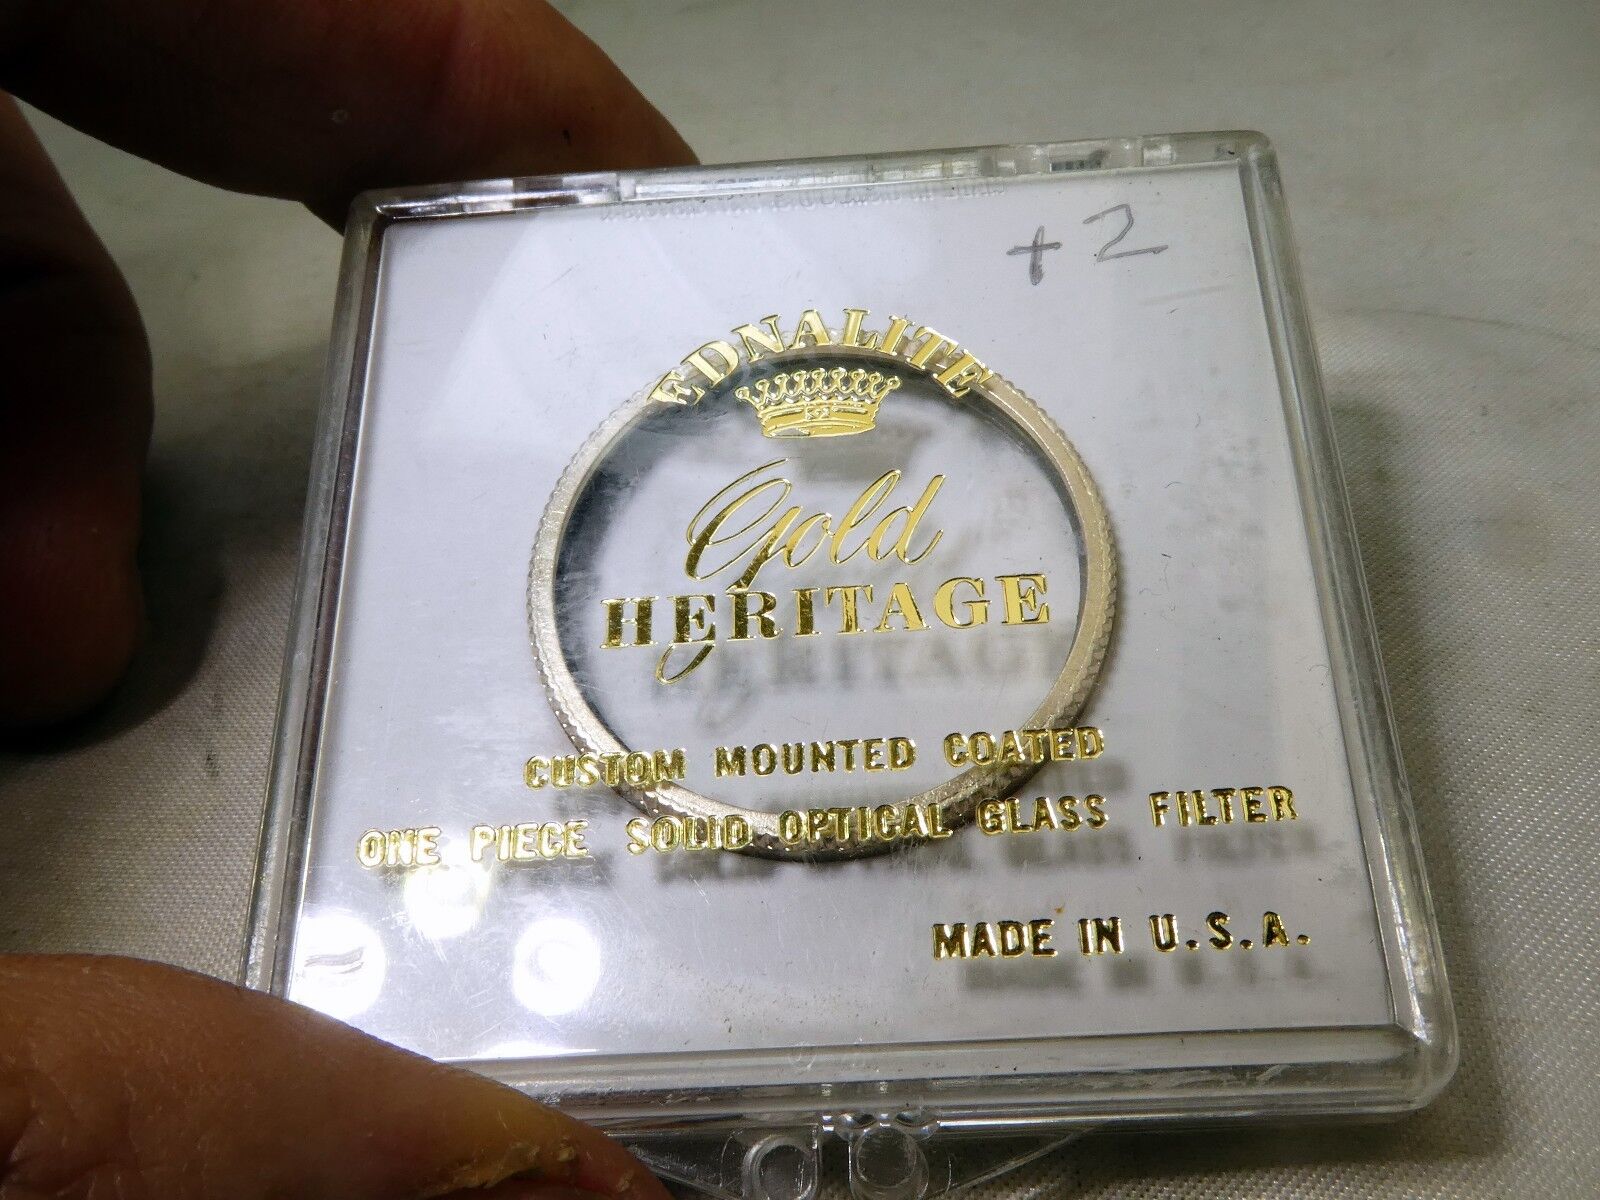 +2
EDNALITE
Gold
HERITAGE
CUSTOM MOUNTED COATED
ONE PIECE SOLID OPTICAL GLASS FILTER
MADE IN U.S.A.